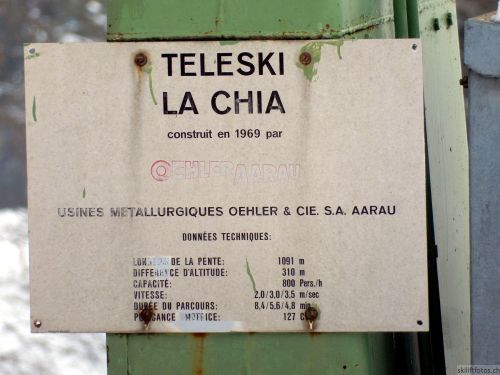 TELESKI
LA CHIA
construit en 1969 par
OEHLER AARAU
USINES METALLURGIQUES OEHLER & CIE. S.A. AARAU
DONNÉES TECHNIQUES:
DE LA PENTE: 1091 m
DIFFERENCE D'ALTITUDE: 310 m
CAPACITÉ: 800 Pers./h
VITESSE: 2,0/3,0/3,5 m/sec
DURÉE DU PARCOURS: 8,4/5,6/4,8 min.
PUISSANCE MOTRICE: 127
skiliftfotos.ch